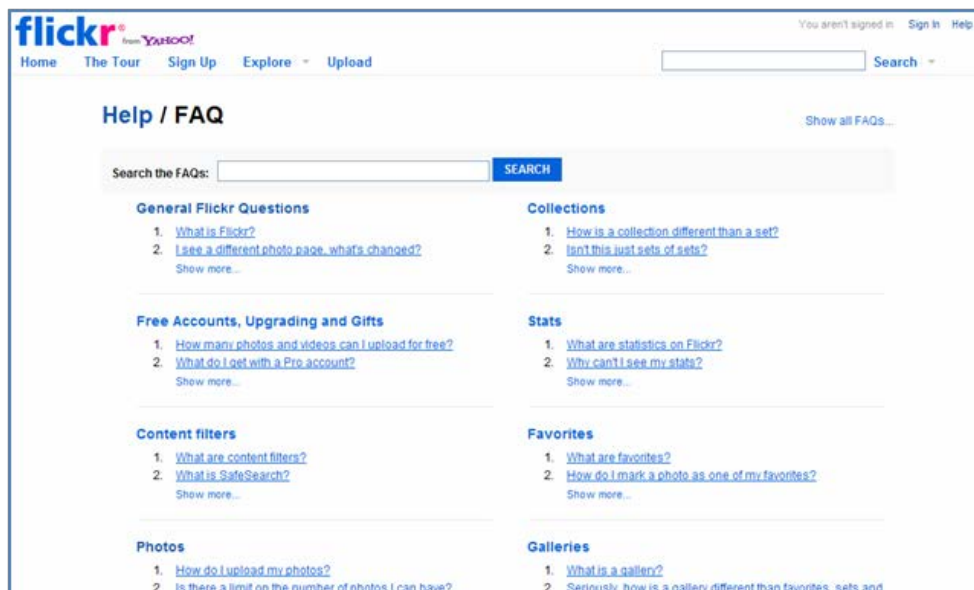 flickr® from YAHOO!
You aren't signed in Sign In Help
Home The Tour Sign Up Explore Upload Search
Help / FAQ
Show all FAQs...
Search the FAQs: SEARCH
General Flickr Questions
1. What is Flickr?
2. I see a different photo page, what's changed?
Show more...
Free Accounts, Upgrading and Gifts
1. How many photos and videos can I upload for free?
2. What do I get with a Pro account?
Show more...
Content filters
1. What are content filters?
2. What is SafeSearch?
Show more...
Photos
1. How do I upload my photos?
2. Is there a limit on the number of photos I can have?
Collections
1. How is a collection different than a set?
2. Isn't this just sets of sets?
Show more...
Stats
1. What are statistics on Flickr?
2. Why can't I see my stats?
Show more...
Favorites
1. What are favorites?
2. How do I mark a photo as one of my favorites?
Show more...
Galleries
1. What is a gallery?
2. Seriously, how is a gallery different than favorites, sets and